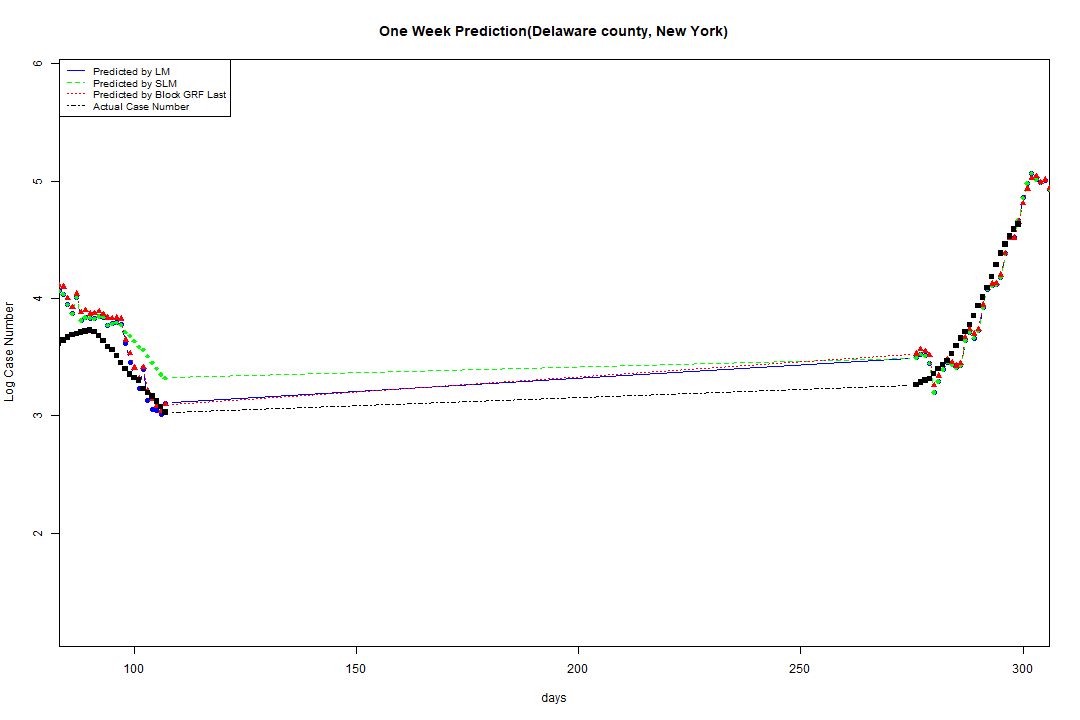 One Week Prediction(Delaware county, New York)
Predicted by LM
Predicted by SLM
Predicted by Block GRF Last
Actual Case Number
Log Case Number
6
5
4
3
2
100 150 200 250 300
days